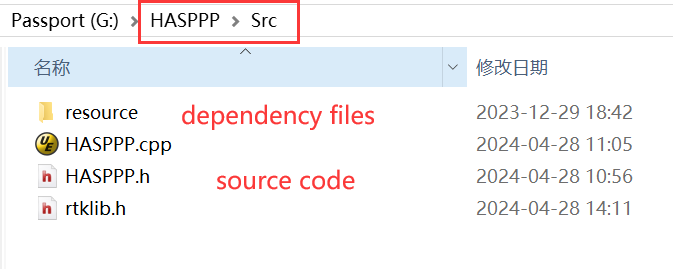 Passport (G:) > HASPPP > Src
名称 修改日期
resource dependency files 2023-12-29 18:42
HASPPP.cpp 2024-04-28 11:05
HASPPP.h source code 2024-04-28 10:56
rtklib.h 2024-04-28 14:11